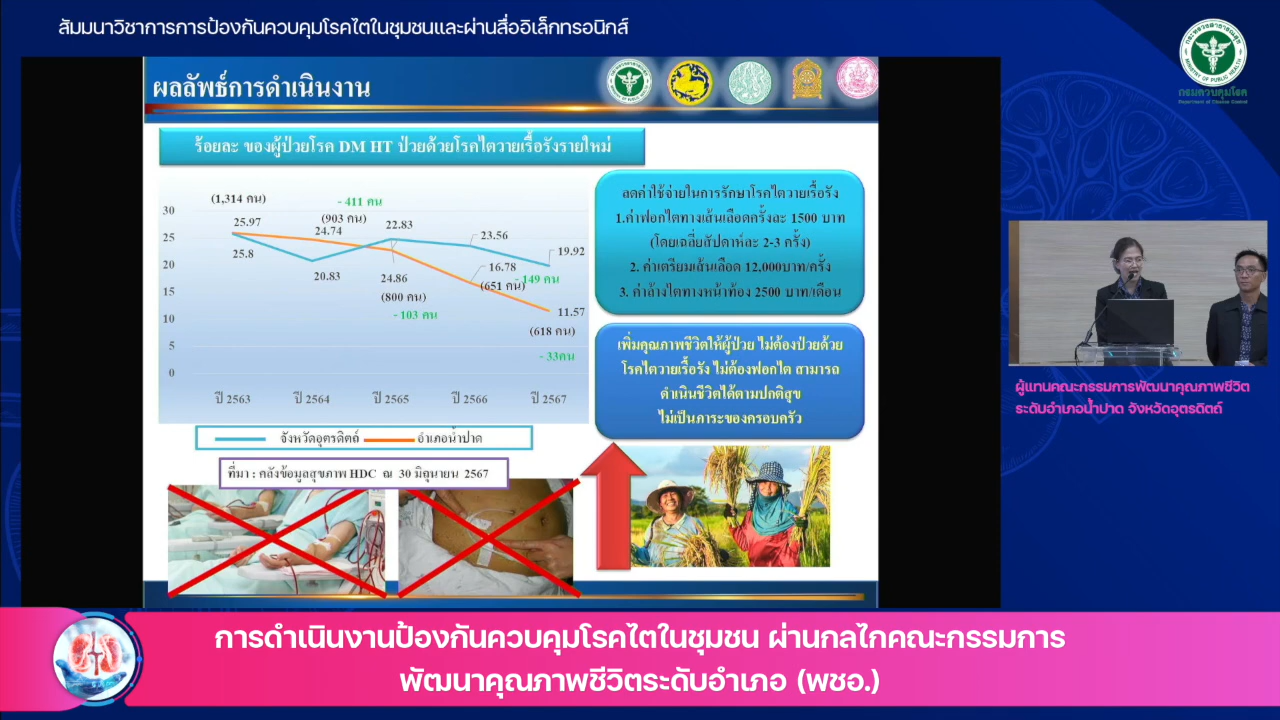 สัมมนาวิชาการการป้องกันควบคุมโรคไตในชุมชนและผ่านสื่ออิเล็กทรอนิกส์
กรมควบคุมโรค
Department of Disease Control
ผลลัพธ์การดำเนินงาน
ร้อยละ ของผู้ป่วยโรค DM HT ป่วยด้วยโรคไตวายเรื้อรังรายใหม่
(1,314 คน)
- 411 คน
(903 คน)
30
25
20
15
10
5
0
25.97
24.74
22.83
23.56
19.92
25.8
20.83
24.86
16.78
- 149 คน
(800 คน)
(651 คน)
- 103 คน
11.57
(618 คน)
- 33คน
ปี 2563
ปี 2564
ปี 2565
ปี 2566
ปี 2567
จังหวัดอุตรดิตถ์
อำเภอน้ำปาด
ที่มา : คลังข้อมูลสุขภาพ HDC ณ 30 มิถุนายน 2567
ลดค่าใช้จ่ายในการรักษาโรคไตวายเรื้อรัง
1.ค่าฟอกไตทางเส้นเลือดครั้งละ 1500 บาท
(โดยเฉลี่ยสัปดาห์ละ 2-3 ครั้ง)
2. ค่าเตรียมเส้นเลือด 12,000บาท/ครั้ง
3. ค่าล้างไตทางหน้าท้อง 2500 บาท/เดือน
เพิ่มคุณภาพชีวิตให้ผู้ป่วย ไม่ต้องป่วยด้วย
โรคไตวายเรื้อรัง ไม่ต้องฟอกไต สามารถ
ดำเนินชีวิตได้ตามปกติสุข
ไม่เป็นภาระของครอบครัว
ผู้แทนคณะกรรมการพัฒนาคุณภาพชีวิต
ระดับอำเภอน้ำปาด จังหวัดอุตรดิตถ์
การดำเนินงานป้องกันควบคุมโรคไตในชุมชน ผ่านกลไกคณะกรรมการ
พัฒนาคุณภาพชีวิตระดับอำเภอ (พชอ.)